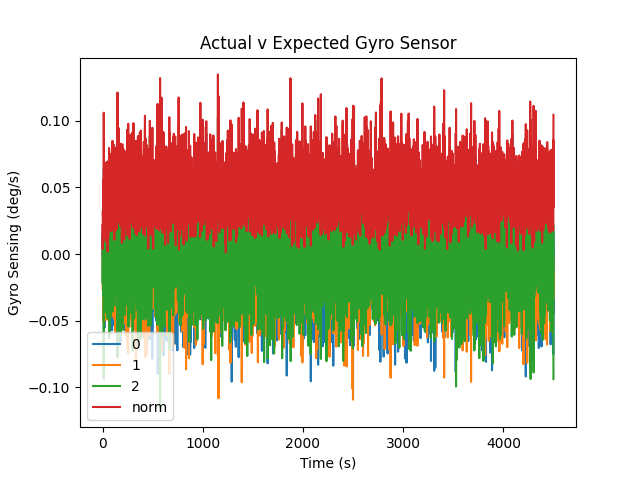 Actual v Expected Gyro Sensor
Gyro Sensing (deg/s)
0.10
0.05
0.00
−0.05
−0.10
0
1
2
norm
0 1000 2000 3000 4000
Time (s)